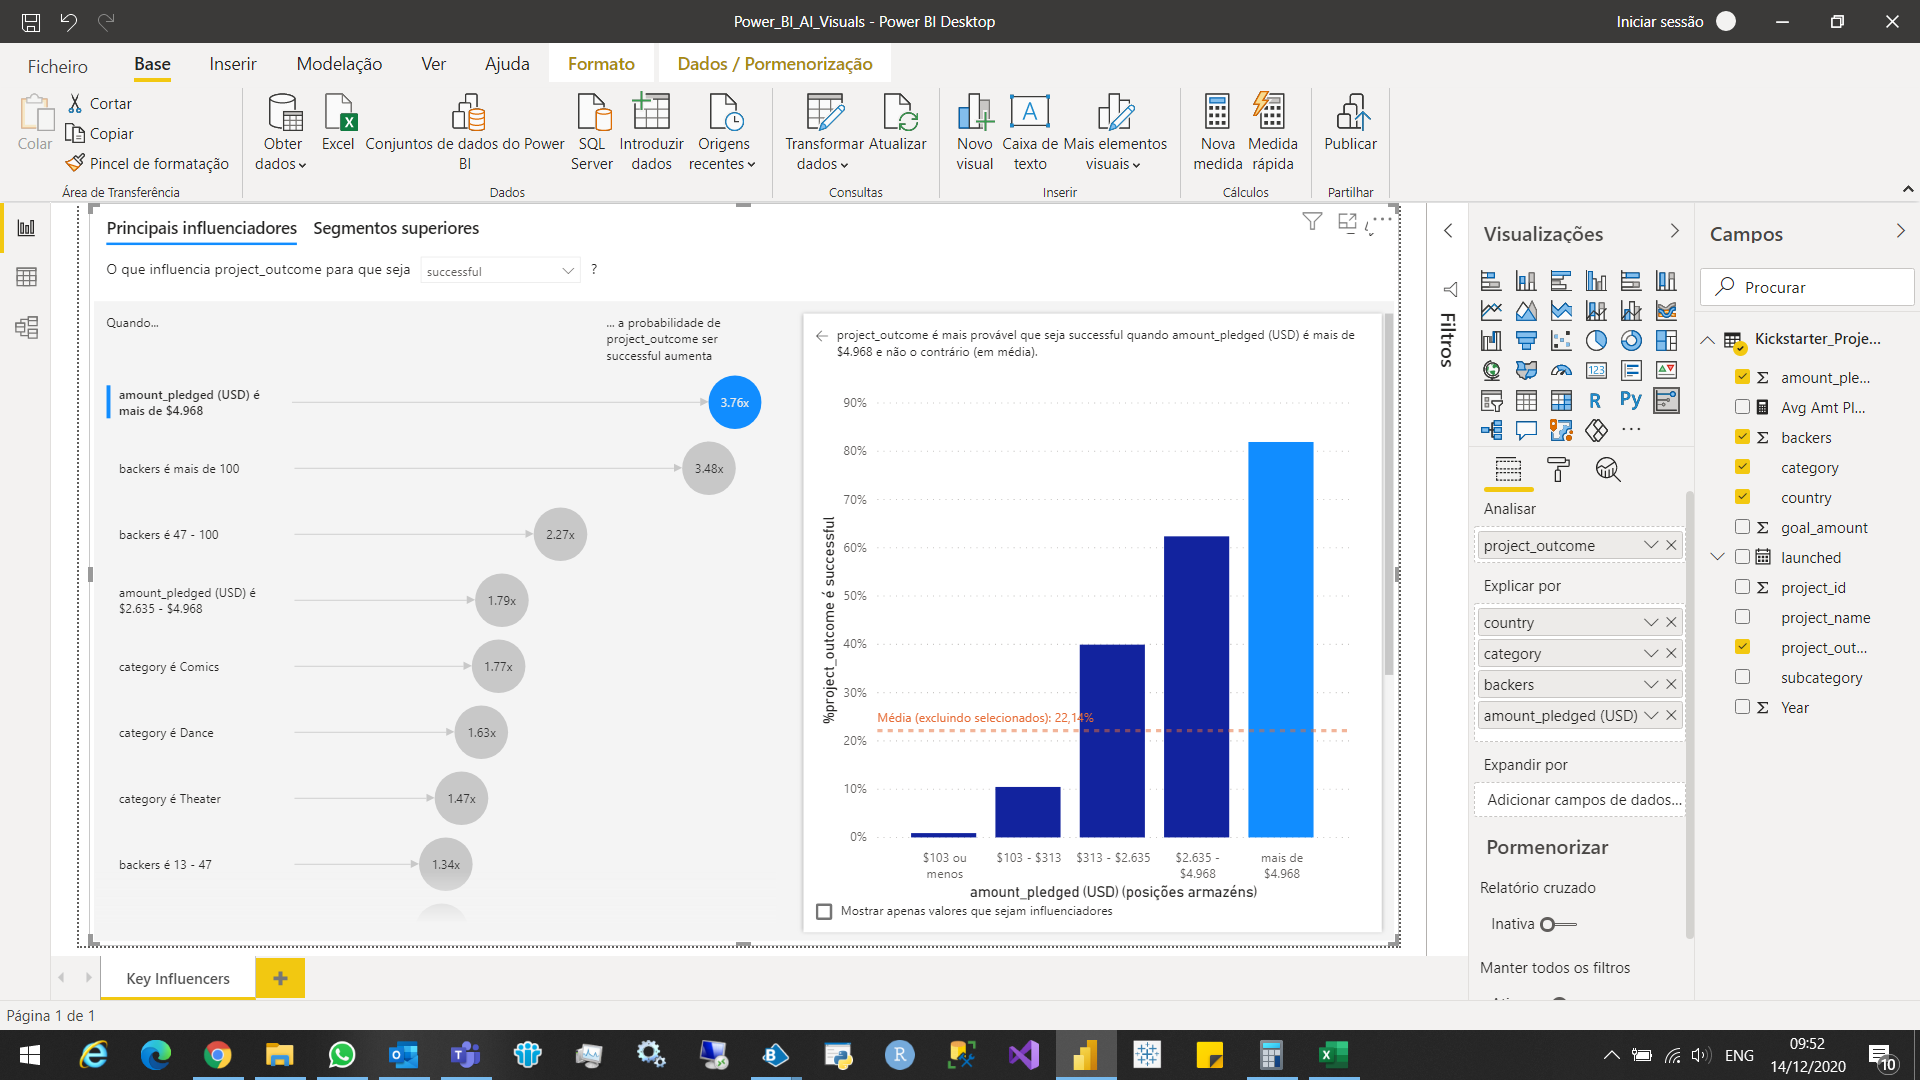 Power_BI_AI_Visuals - Power BI Desktop
Iniciar sessão
Ficheiro
Base
Inserir
Modelação
Ver
Ajuda
Formato
Dados / Pormenorização
Colar
Cortar
Copiar
Pincel de formatação
Área de Transferência
Obter
dados
Excel
Conjuntos de dados do Power
BI
SQL
Server
Introduzir
dados
Origens
recentes
Dados
Transformar
dados
Atualizar
Consultas
Novo
visual
Caixa de
texto
Mais elementos
visuais
Inserir
Nova
medida
Medida
rápida
Cálculos
Publicar
Partilhar
Principais influenciadores
Segmentos superiores
O que influencia project_outcome para que seja
successful
?
Quando...
... a probabilidade de
project_outcome ser
successful aumenta
amount_pledged (USD) é
mais de $4.968
3.76x
backers é mais de 100
3.48x
backers é 47 - 100
2.27x
amount_pledged (USD) é
$2.635 - $4.968
1.79x
category é Comics
1.77x
category é Dance
1.63x
category é Theater
1.47x
backers é 13 - 47
1.34x
project_outcome é mais provável que seja successful quando amount_pledged (USD) é mais de
$4.968 e não o contrário (em média).
%project_outcome é successful
90%
80%
70%
60%
50%
40%
30%
20%
10%
0%
Média (excluindo selecionados): 22,14%
$103 ou
menos
$103 - $313
$313 - $2.635
$2.635 -
$4.968
mais de
$4.968
amount_pledged (USD) (posições armazéns)
Mostrar apenas valores que sejam influenciadores
Filtros
Visualizações
123
R
Py
Analisar
project_outcome
Explicar por
country
category
backers
amount_pledged (USD)
Expandir por
Adicionar campos de dados...
Pormenorizar
Relatório cruzado
Inativa
Manter todos os filtros
Campos
Procurar
Kickstarter_Proje...
amount_ple...
Avg Amt Pl...
backers
category
country
goal_amount
launched
project_id
project_name
project_out...
subcategory
Year
Key Influencers
Página 1 de 1
ENG
09:52
14/12/2020
10